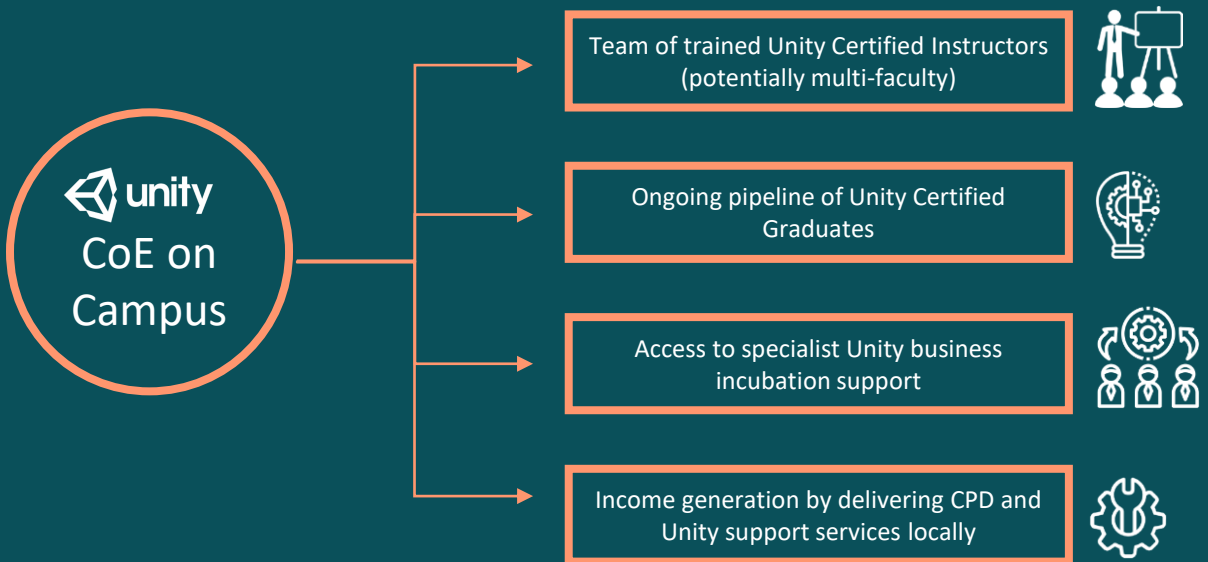 unity
CoE on
Campus
Team of trained Unity Certified Instructors
(potentially multi-faculty)
Ongoing pipeline of Unity Certified
Graduates
Access to specialist Unity business
incubation support
Income generation by delivering CPD and
Unity support services locally